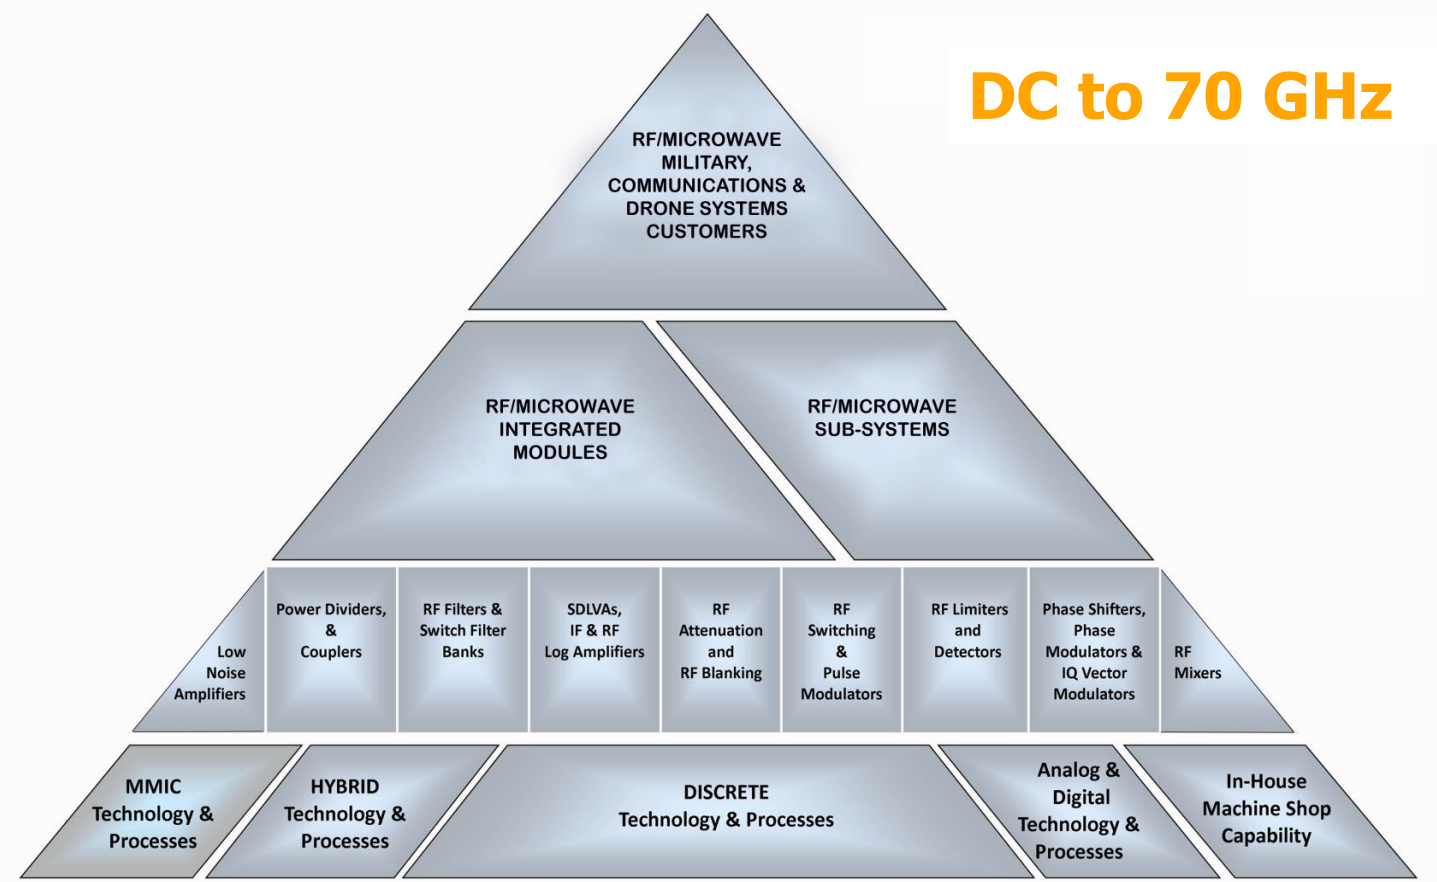 DC to 70 GHz
RF/MICROWAVE
MILITARY,
COMMUNICATIONS &
DRONE SYSTEMS
CUSTOMERS
RF/MICROWAVE
INTEGRATED
MODULES
RF/MICROWAVE
SUB-SYSTEMS
Low
Noise
Amplifiers
Power Dividers,
&
Couplers
RF Filters &
Switch Filter
Banks
SDLVAs,
IF & RF
Log Amplifiers
RF
Attenuation
and
RF Blanking
RF
Switching
&
Pulse
Modulators
RF Limiters
and
Detectors
Phase Shifters,
Phase
Modulators &
IQ Vector
Modulators
RF
Mixers
MMIC
Technology &
Processes
HYBRID
Technology &
Processes
DISCRETE
Technology & Processes
Analog &
Digital
Technology &
Processes
In-House
Machine Shop
Capability